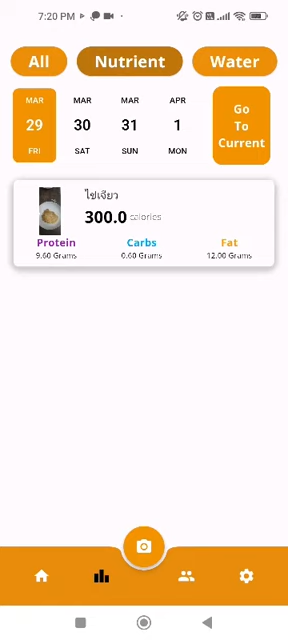 7:20 PM
All Nutrient Water
MAR MAR MAR APR
29 30 31 1
FRI SAT SUN MON
Go
To
Current
ไข่เจียว
300.0 calories
Protein Carbs Fat
9.60 Grams 0.60 Grams 12.00 Grams